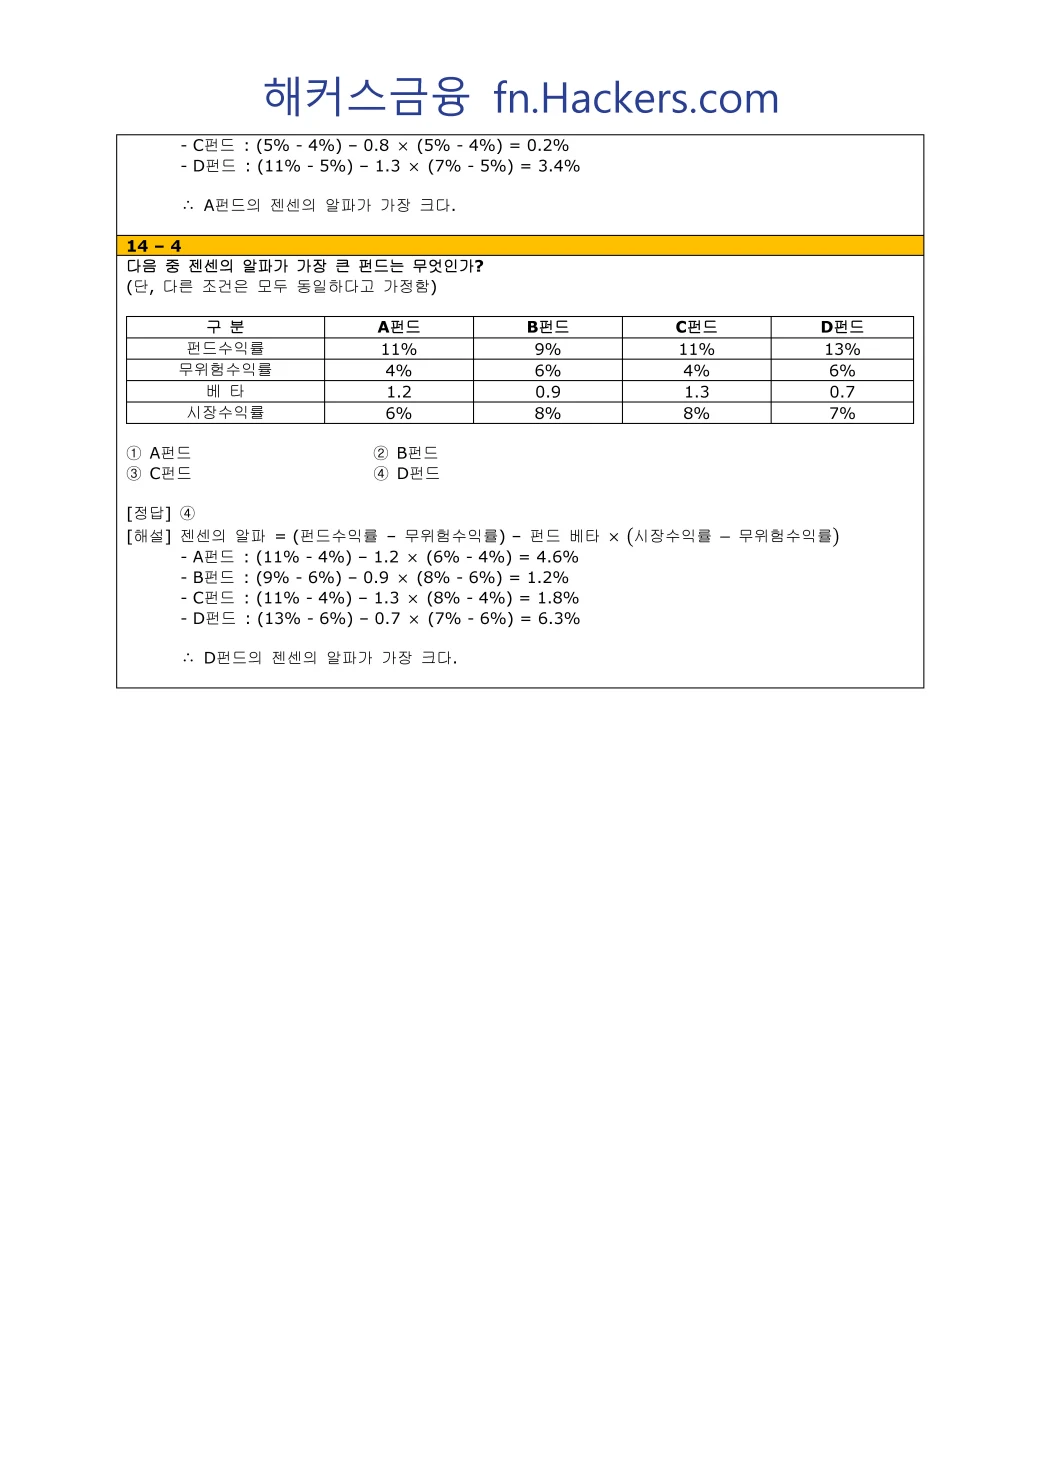 해커스금융 fn.Hackers.com
- C펀드 : (5% - 4%) – 0.8 × (5% - 4%) = 0.2%
- D펀드 : (11% - 5%) – 1.3 × (7% - 5%) = 3.4%
∴ A펀드의 젠센의 알파가 가장 크다.
14 – 4
다음 중 젠센의 알파가 가장 큰 펀드는 무엇인가?
(단, 다른 조건은 모두 동일하다고 가정함)
구 분 A펀드 B펀드 C펀드 D펀드
펀드수익률 11% 9% 11% 13%
무위험수익률 4% 6% 4% 6%
베 타 1.2 0.9 1.3 0.7
시장수익률 6% 8% 8% 7%
① A펀드 ② B펀드
③ C펀드 ④ D펀드
[정답] ④
[해설] 젠센의 알파 = (펀드수익률 – 무위험수익률) – 펀드 베타 × (시장수익률 – 무위험수익률)
- A펀드 : (11% - 4%) – 1.2 × (6% - 4%) = 4.6%
- B펀드 : (9% - 6%) – 0.9 × (8% - 6%) = 1.2%
- C펀드 : (11% - 4%) – 1.3 × (8% - 4%) = 1.8%
- D펀드 : (13% - 6%) – 0.7 × (7% - 6%) = 6.3%
∴ D펀드의 젠센의 알파가 가장 크다.